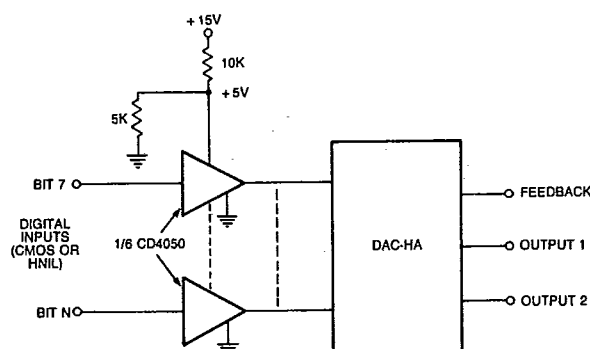 + 15V
10K
+ 5V
5K
BIT 7
DIGITAL
INPUTS
(CMOS OR
HNIL)
1/6 CD4050
DAC-HA
FEEDBACK
OUTPUT 1
OUTPUT 2
BIT N